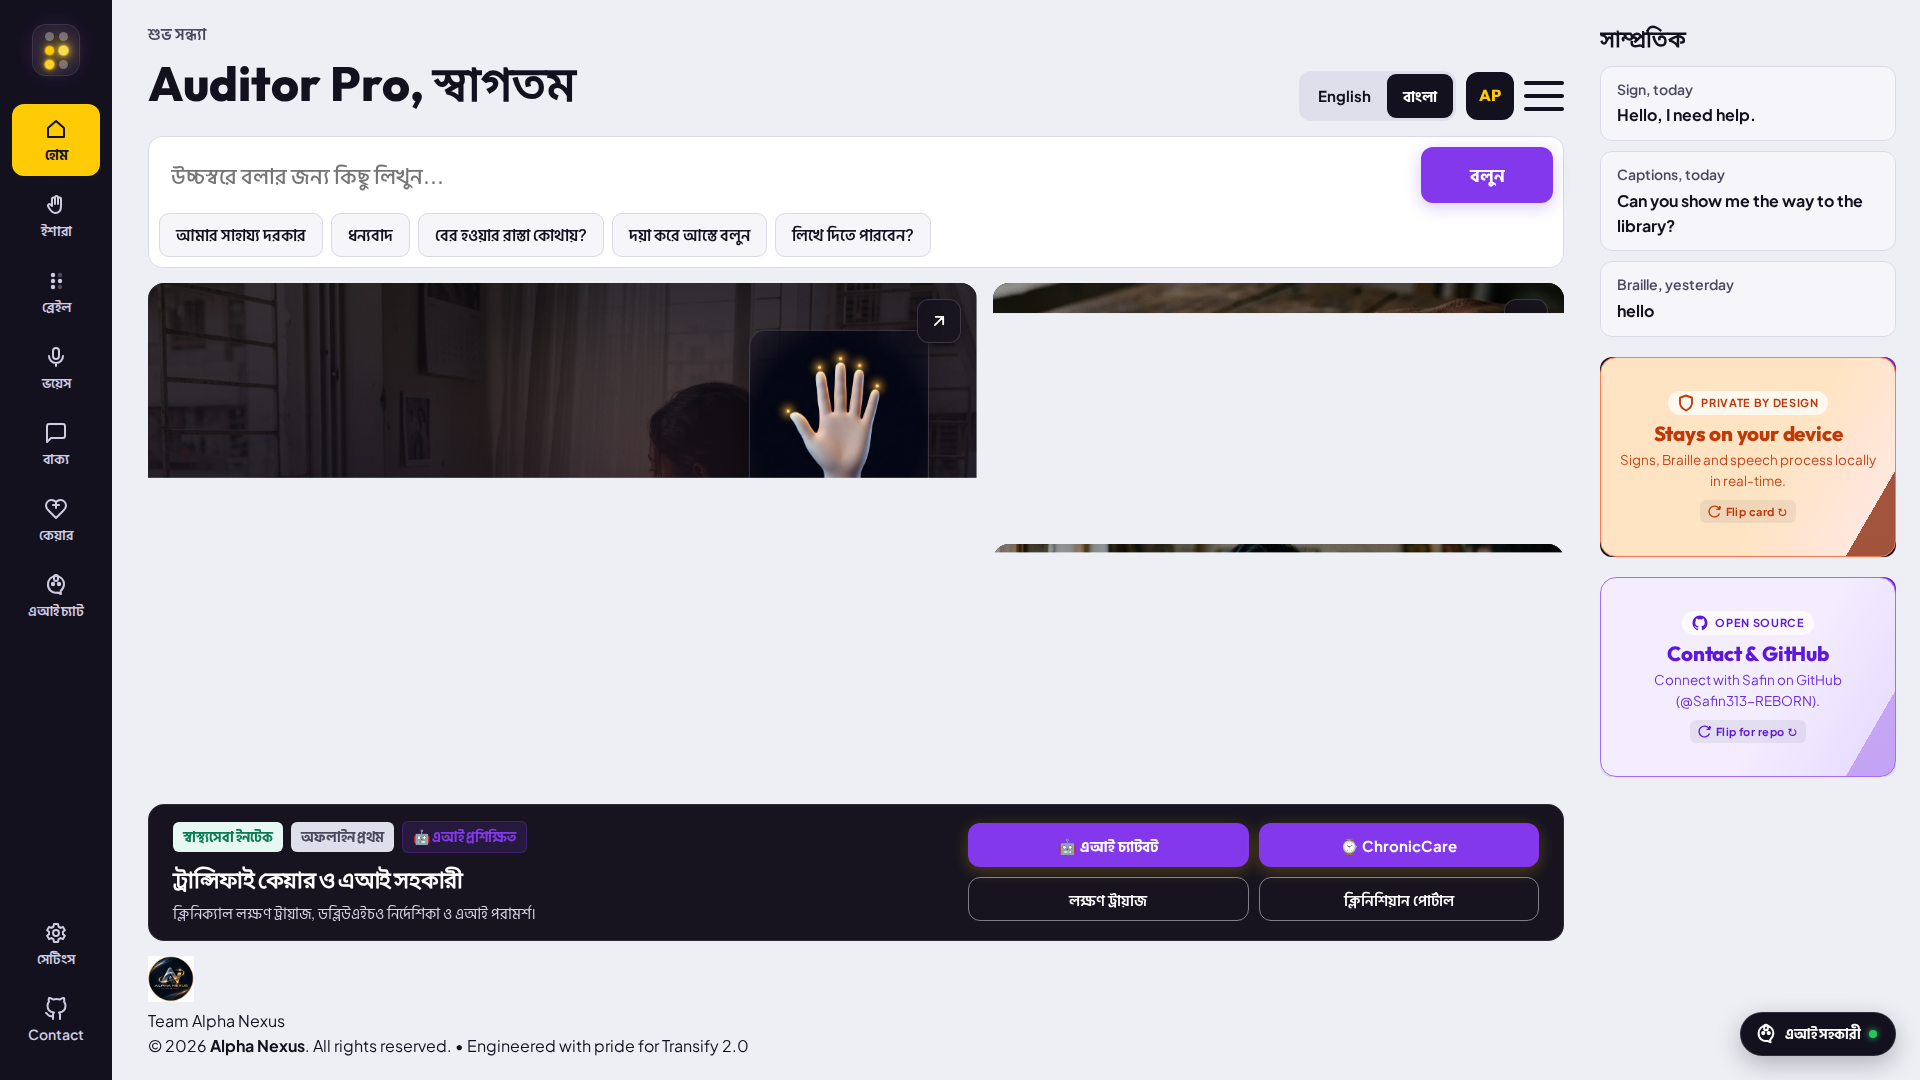 হোম
ইশারা
ব্রেইল
ভয়েস
বাক্য
কেয়ার
এআই চ্যাট
সেটিংস
Contact
শুভ সন্ধ্যা
Auditor Pro, স্বাগতম
English
বাংলা
AP
উচ্চস্বরে বলার জন্য কিছু লিখুন...
বলুন
আমার সাহায্য দরকার
ধন্যবাদ
বের হওয়ার রাস্তা কোথায়?
দয়া করে আস্তে বলুন
লিখে দিতে পারবেন?
স্বাস্থ্যসেবা ইনটেক
অফলাইন প্রথম
🤖 এআই প্রশিক্ষিত
ট্রান্সিফাই কেয়ার ও এআই সহকারী
ক্লিনিক্যাল লক্ষণ ট্রায়াজ, ডব্লিউএইচও নির্দেশিকা ও এআই পরামর্শ।
🤖 এআই চ্যাটবট
⌚ ChronicCare
লক্ষণ ট্রায়াজ
ক্লিনিশিয়ান পোর্টাল
Team Alpha Nexus
© 2026 Alpha Nexus. All rights reserved. • Engineered with pride for Transify 2.0
সাম্প্রতিক
Sign, today
Hello, I need help.
Captions, today
Can you show me the way to the
library?
Braille, yesterday
hello
PRIVATE BY DESIGN
Stays on your device
Signs, Braille and speech process locally
in real-time.
Flip card ↻
OPEN SOURCE
Contact & GitHub
Connect with Safin on GitHub
(@Safin313-REBORN).
Flip for repo ↻
এআই সহকারী